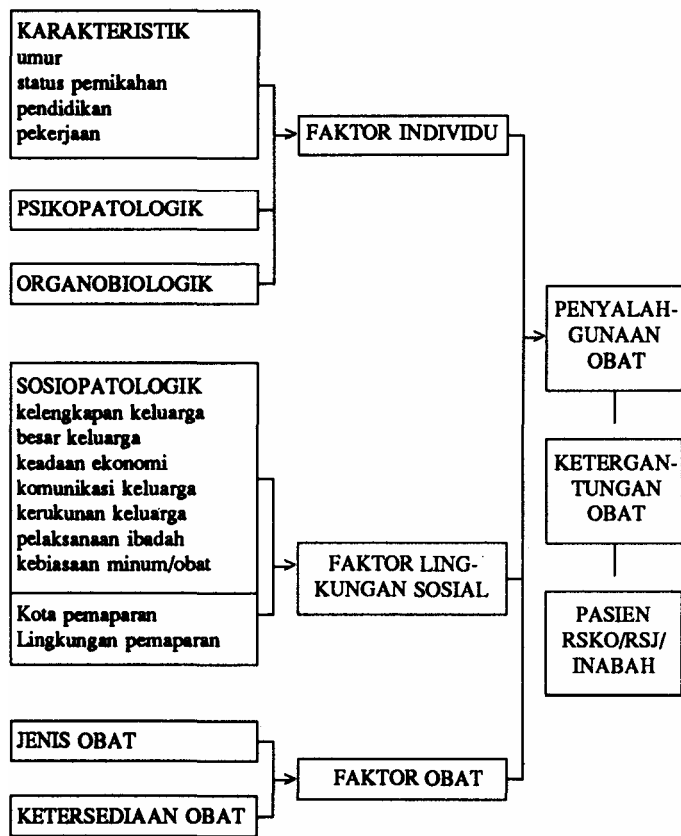 KARAKTERISTIK
umur
status pernikahan
pendidikan
pekerjaan
PSIKOPATOLOGIK
ORGANOBIOLOGIK
FAKTOR INDIVIDU
SOSIOPATOLOGIK
kelengkapan keluarga
besar keluarga
keadaan ekonomi
komunikasi keluarga
kerukunan keluarga
pelaksanaan ibadah
kebiasaan minum/obat
Kota pemaparan
Lingkungan pemaparan
FAKTOR LING-
KUNGAN SOSIAL
JENIS OBAT
KETERSEDIAAN OBAT
FAKTOR OBAT
PENYALAH-
GUNAAN
OBAT
KETERGAN-
TUNGAN
OBAT
PASIEN
RSKO/RSJ/
INABAH